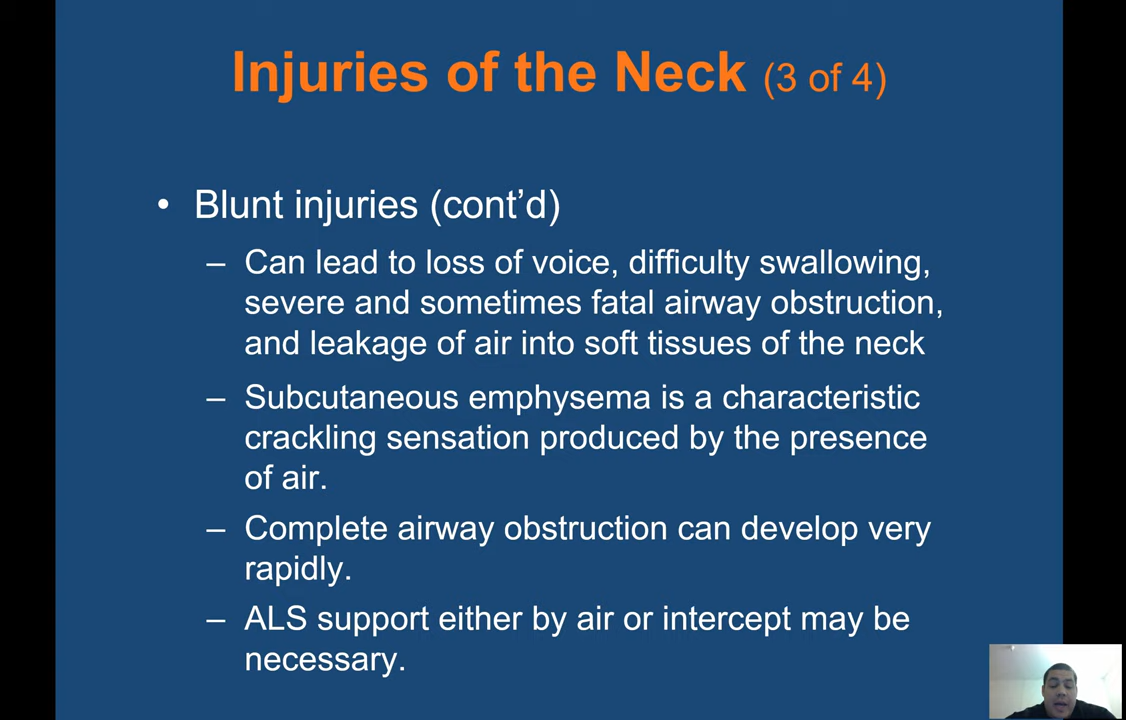 Injuries of the Neck (3 of 4)
• Blunt injuries (cont’d)
– Can lead to loss of voice, difficulty swallowing,
severe and sometimes fatal airway obstruction,
and leakage of air into soft tissues of the neck
– Subcutaneous emphysema is a characteristic
crackling sensation produced by the presence
of air.
– Complete airway obstruction can develop very
rapidly.
– ALS support either by air or intercept may be
necessary.